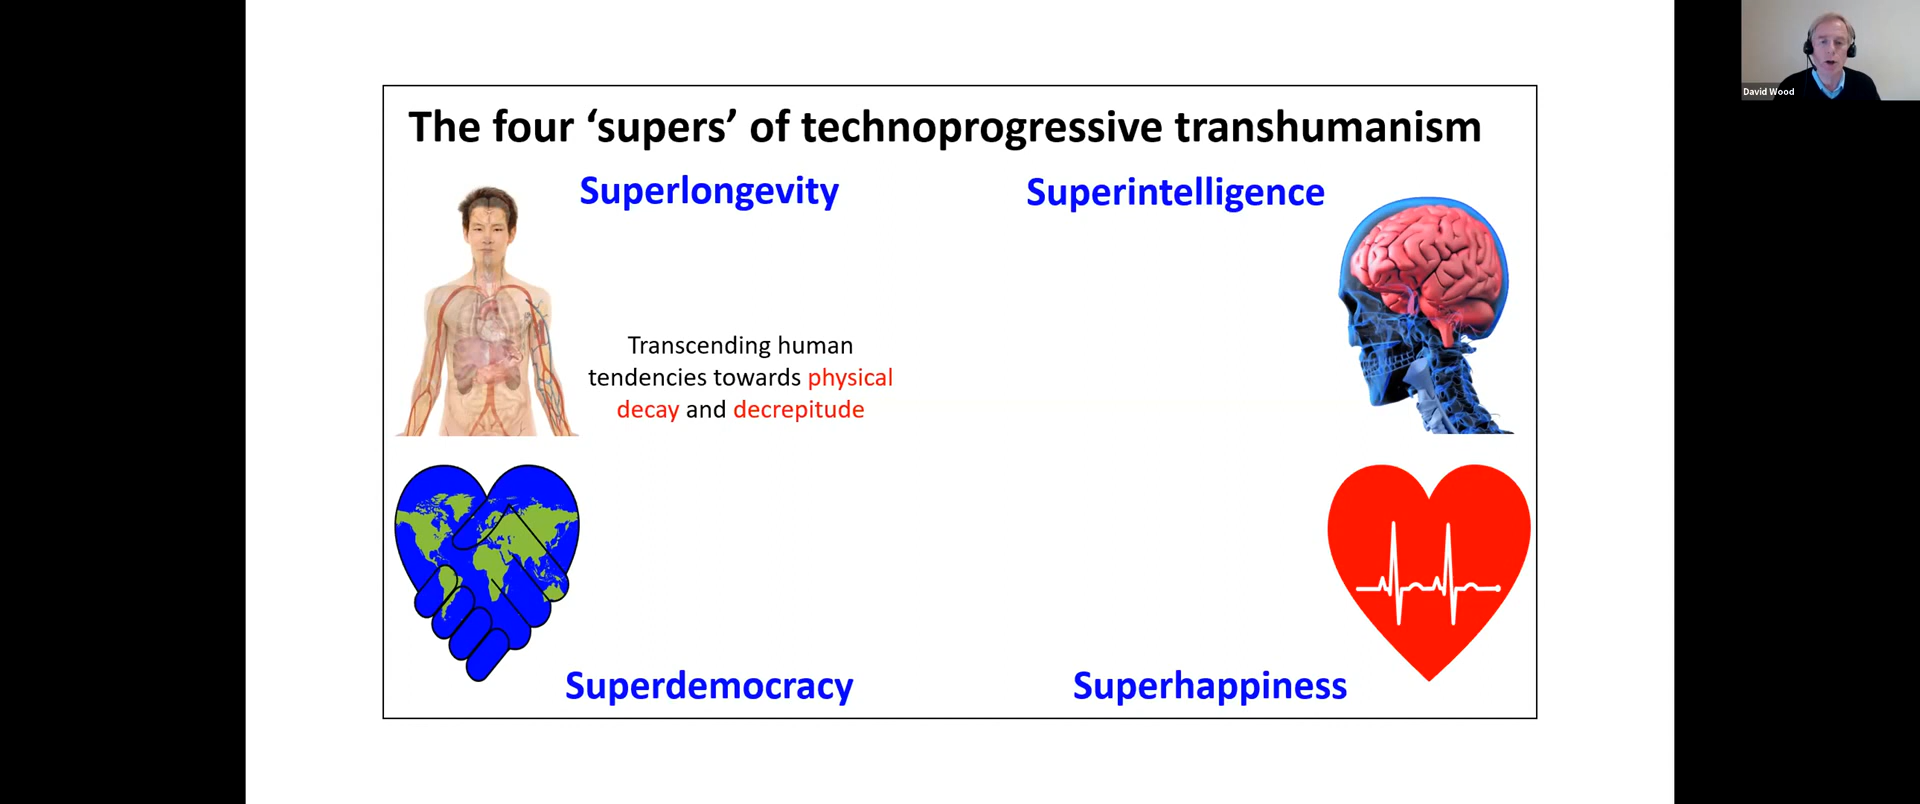 The four ‘supers’ of technoprogressive transhumanism
Superlongevity
Superintelligence
Transcending human
tendencies towards physical
decay and decrepitude
Superdemocracy
Superhappiness
David Wood